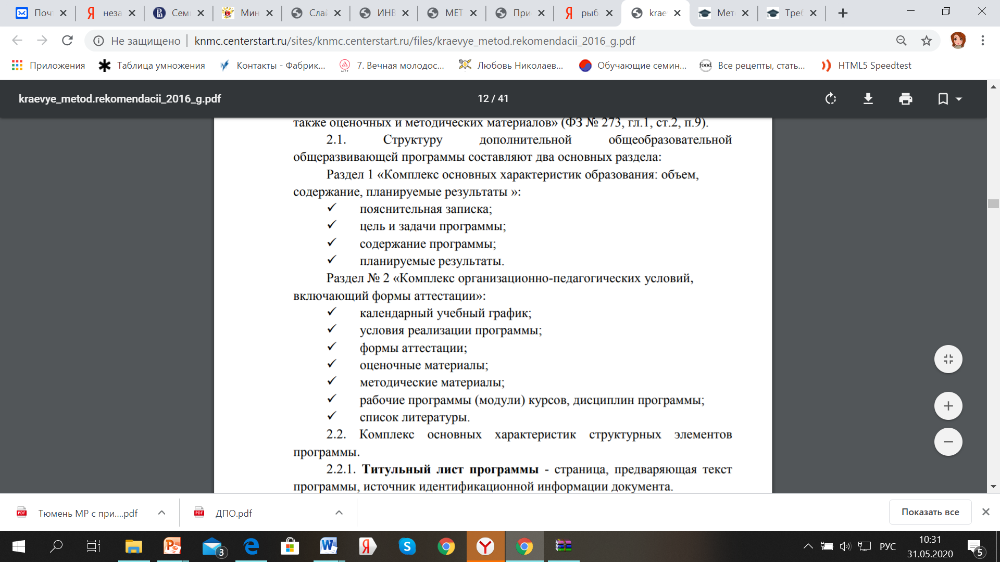 Поч
неза
Сем
Мин
Сла
ИНВ
МЕТ
При
рыб
krae
Мет
Тре
Не защищено
knmc.centerstart.ru/sites/knmc.centerstart.ru/files/kraevye_metod.rekomendacii_2016_g.pdf
Приложения
Таблица умножения
Контакты - Фабрик...
7. Вечная молодос...
Любовь Николаев...
Обучающие семин...
food
Все рецепты, стать...
HTML5 Speedtest
kraevye_metod.rekomendacii_2016_g.pdf
12 / 41
также оценочных и методических материалов» (ФЗ № 273, гл.1, ст.2, п.9).
2.1. Структуру дополнительной общеобразовательной
общеразвивающей программы составляют два основных раздела:
Раздел 1 «Комплекс основных характеристик образования: объем,
содержание, планируемые результаты »:
✓ пояснительная записка;
✓ цель и задачи программы;
✓ содержание программы;
✓ планируемые результаты.
Раздел № 2 «Комплекс организационно-педагогических условий,
включающий формы аттестации»:
✓ календарный учебный график;
✓ условия реализации программы;
✓ формы аттестации;
✓ оценочные материалы;
✓ методические материалы;
✓ рабочие программы (модули) курсов, дисциплин программы;
✓ список литературы.
2.2. Комплекс основных характеристик структурных элементов
программы.
2.2.1. Титульный лист программы - страница, предваряющая текст
программы, источник идентификационной информации документа.
Тюмень МР с при....pdf
ДПО.pdf
Показать все
3
РУС
10:31
31.05.2020
5